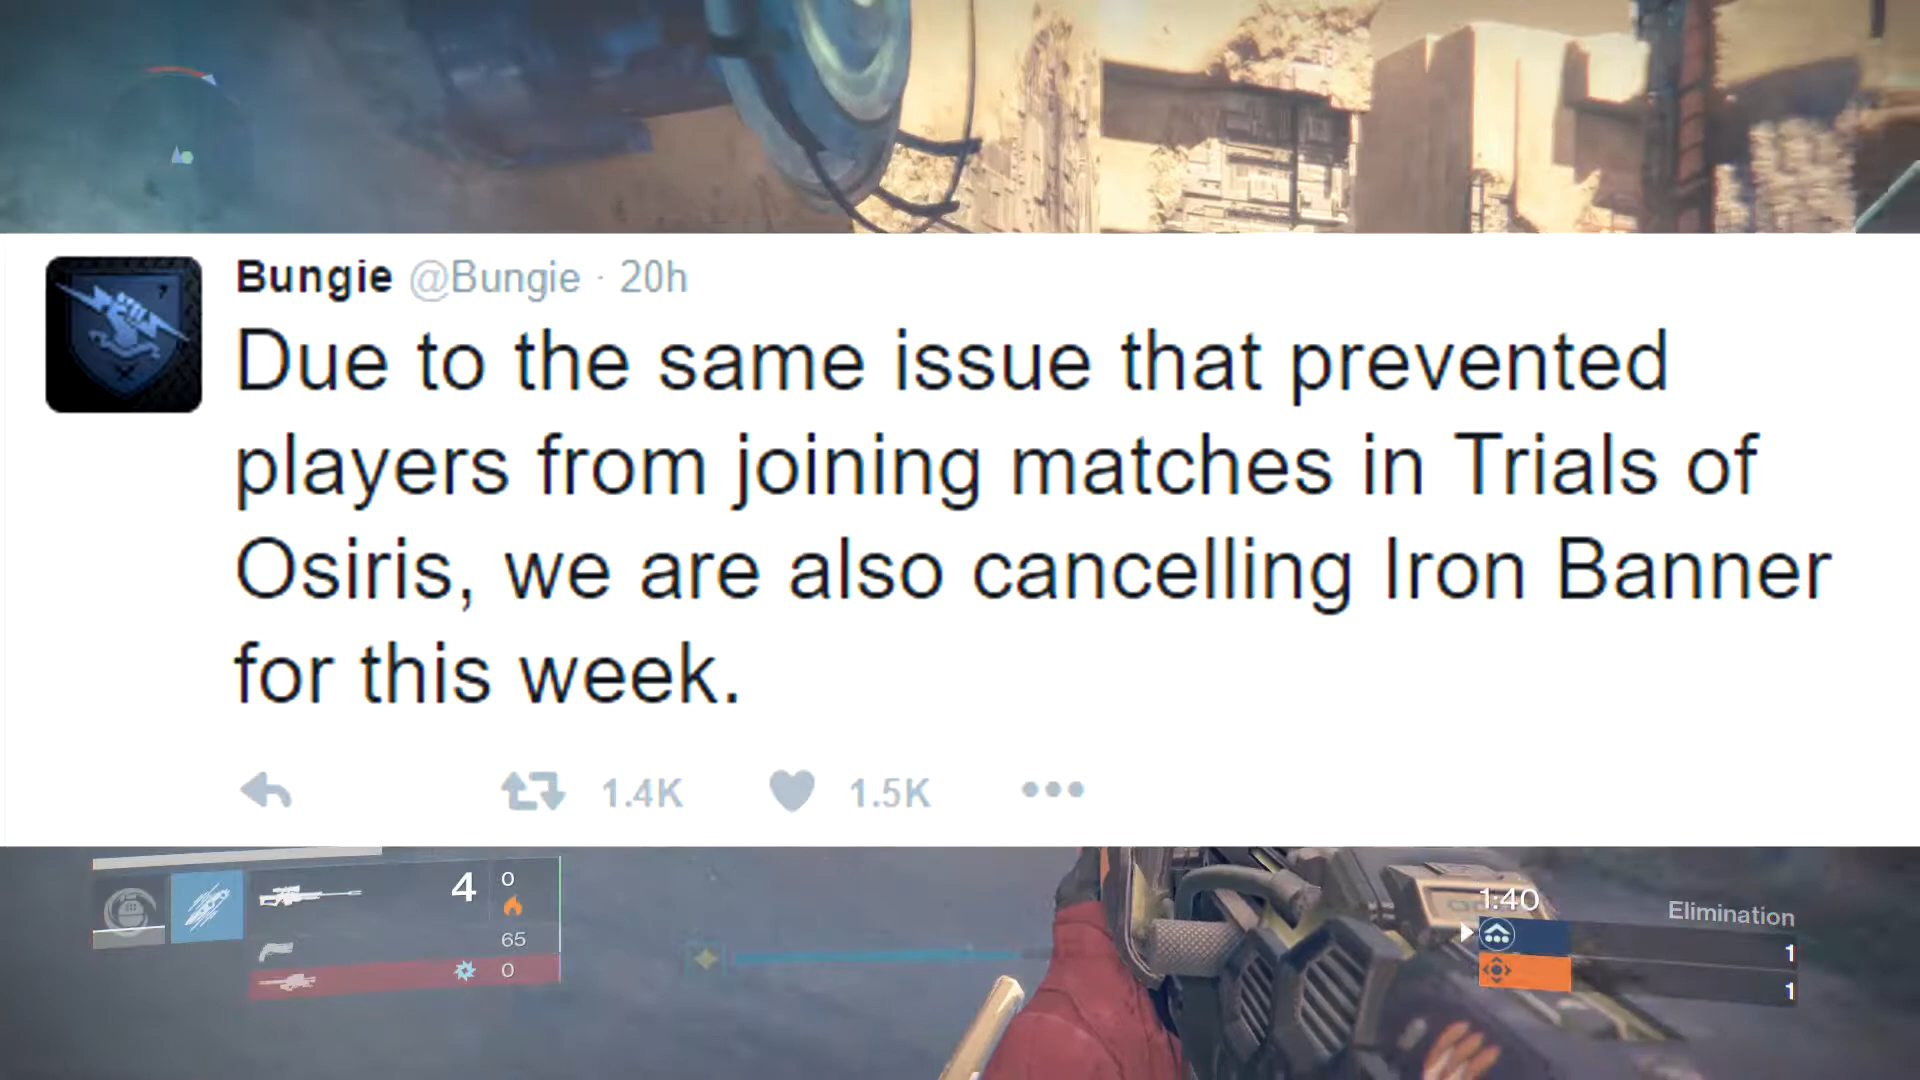 Bungie @Bungie · 20h
Due to the same issue that prevented
players from joining matches in Trials of
Osiris, we are also cancelling Iron Banner
for this week.
1.4K 1.5K
4 0
65
0
1:40 Elimination
1
1